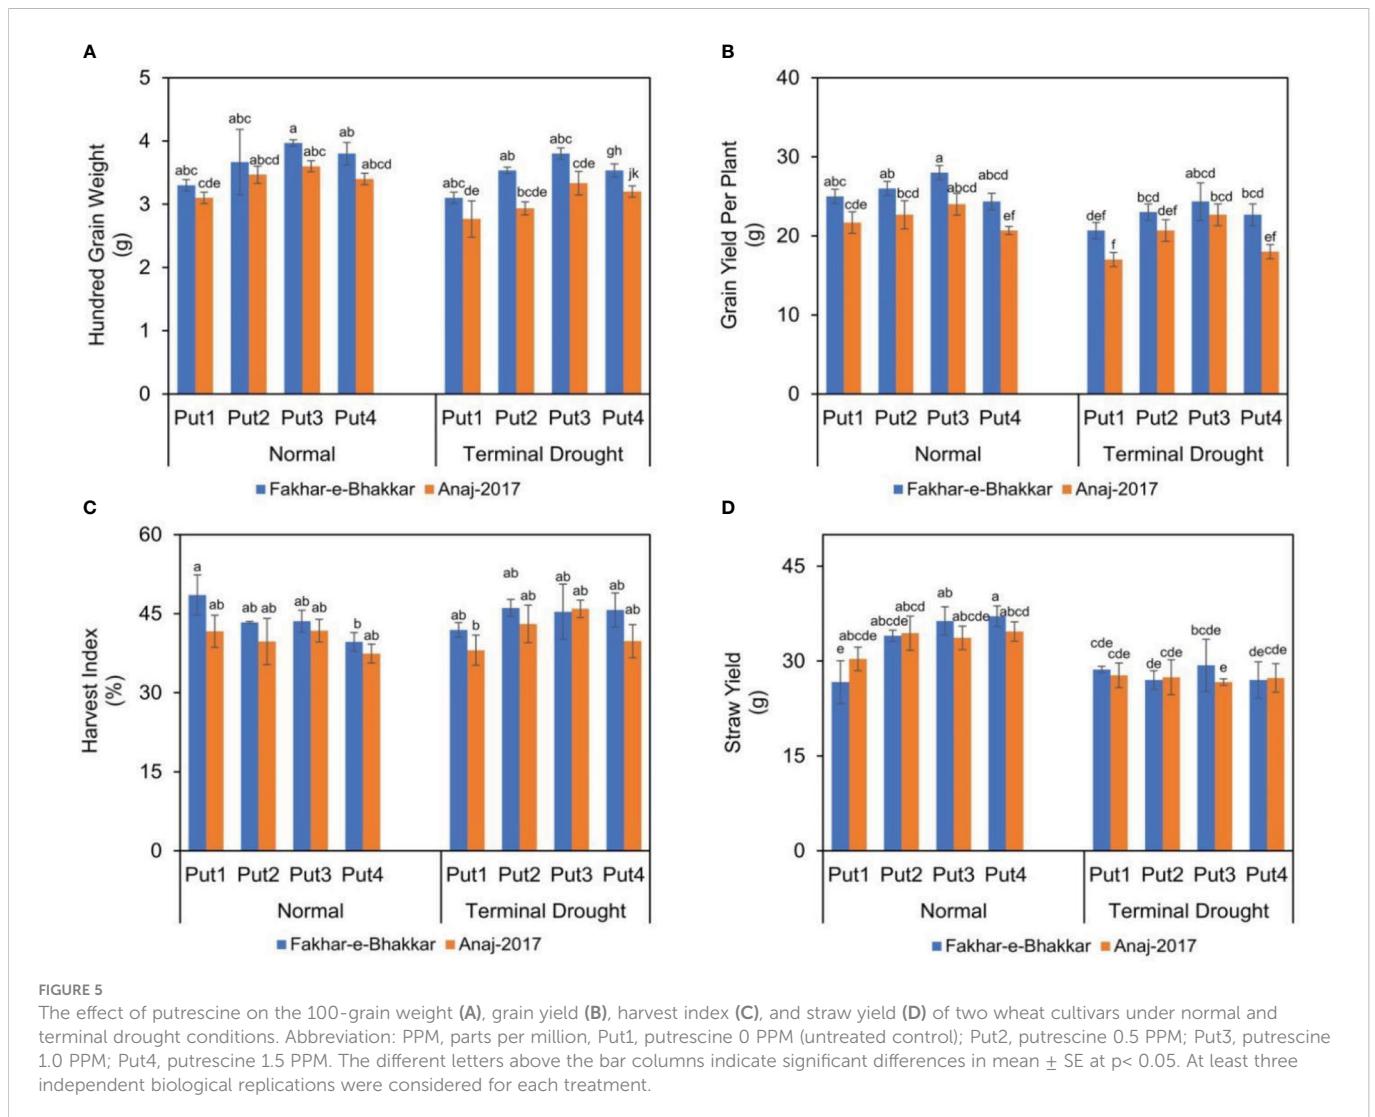 A
Hundred Grain Weight
(g)
5
4
3
2
1
0
abc
cde
abc
abcd
a
abc
ab
abcd
abc
de
ab
bcde
abc
cde
gh
jk
Put1 Put2 Put3 Put4 Put1 Put2 Put3 Put4
Normal Terminal Drought
Fakhar-e-Bhakkar Anaj-2017
B
Grain Yield Per Plant
(g)
40
30
20
10
0
abc
cde
ab
bcd
a
abcd
abcd
ef
def
f
bcd
def
abcd
bcd
bcd
ef
Put1 Put2 Put3 Put4 Put1 Put2 Put3 Put4
Normal Terminal Drought
Fakhar-e-Bhakkar Anaj-2017
C
Harvest Index
(%)
60
45
30
15
0
a
ab
ab
ab
ab
ab
b
ab
ab
b
ab
ab
ab
ab
ab
ab
Put1 Put2 Put3 Put4 Put1 Put2 Put3 Put4
Normal Terminal Drought
Fakhar-e-Bhakkar Anaj-2017
D
Straw Yield
(g)
45
30
15
0
e
abcde
abcde
abcd
ab
abcde
a
abcd
cde
cde
de
cde
bcde
e
de
cde
Put1 Put2 Put3 Put4 Put1 Put2 Put3 Put4
Normal Terminal Drought
Fakhar-e-Bhakkar Anaj-2017
FIGURE 5
The effect of putrescine on the 100-grain weight (A), grain yield (B), harvest index (C), and straw yield (D) of two wheat cultivars under normal and
terminal drought conditions. Abbreviation: PPM, parts per million, Put1, putrescine 0 PPM (untreated control); Put2, putrescine 0.5 PPM; Put3, putrescine
1.0 PPM; Put4, putrescine 1.5 PPM. The different letters above the bar columns indicate significant differences in mean ± SE at p< 0.05. At least three
independent biological replications were considered for each treatment.